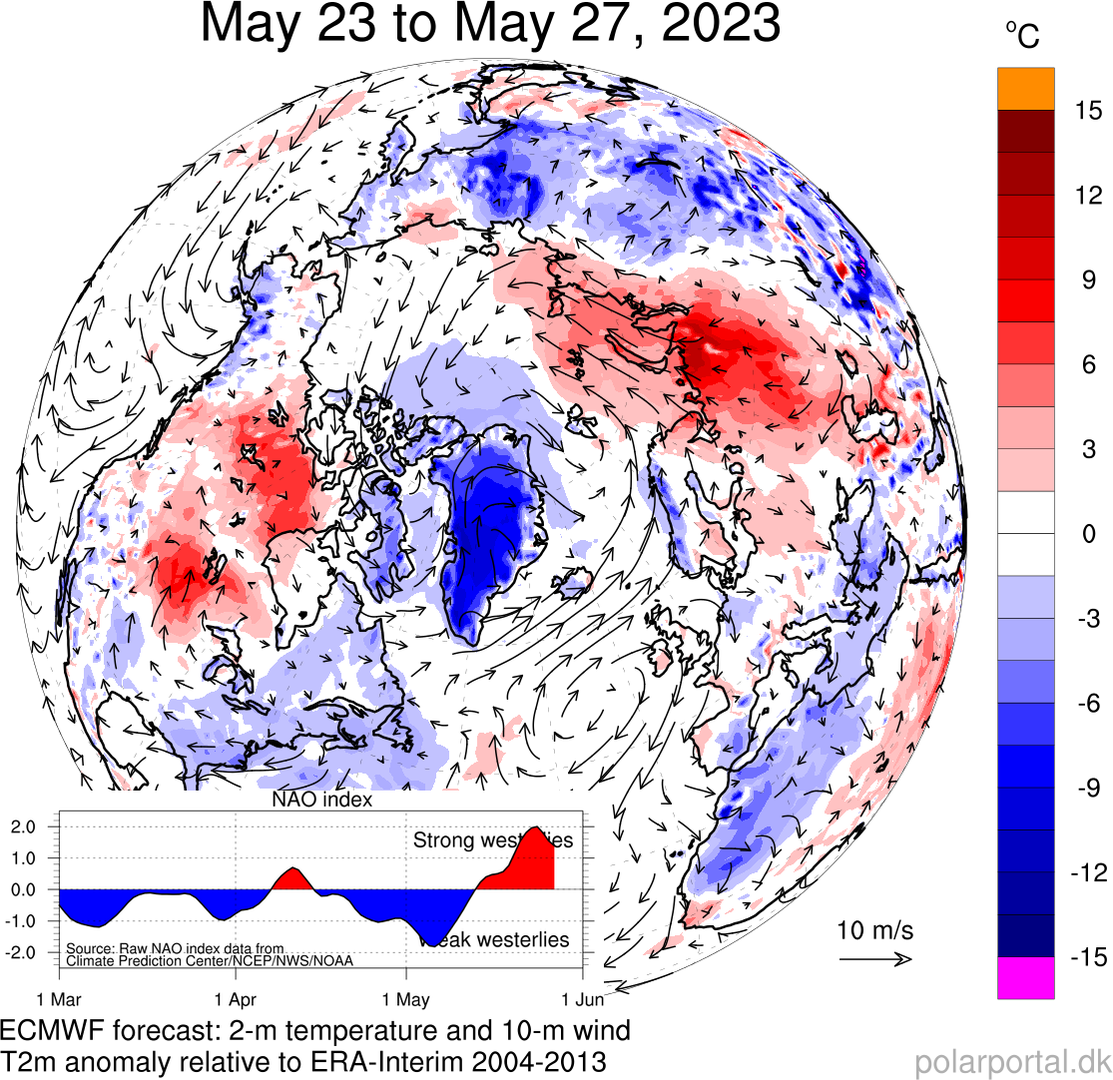 May 23 to May 27, 2023
°C
15
12
9
6
3
0
-3
-6
-9
-12
-15
NAO index
2.0
1.0
0.0
-1.0
-2.0
Strong westerlies
Weak westerlies
Source: Raw NAO index data from
Climate Prediction Center/NCEP/NWS/NOAA
1 Mar 1 Apr 1 May 1 Jun
10 m/s
ECMWF forecast: 2-m temperature and 10-m wind
T2m anomaly relative to ERA-Interim 2004-2013
polarportal.dk